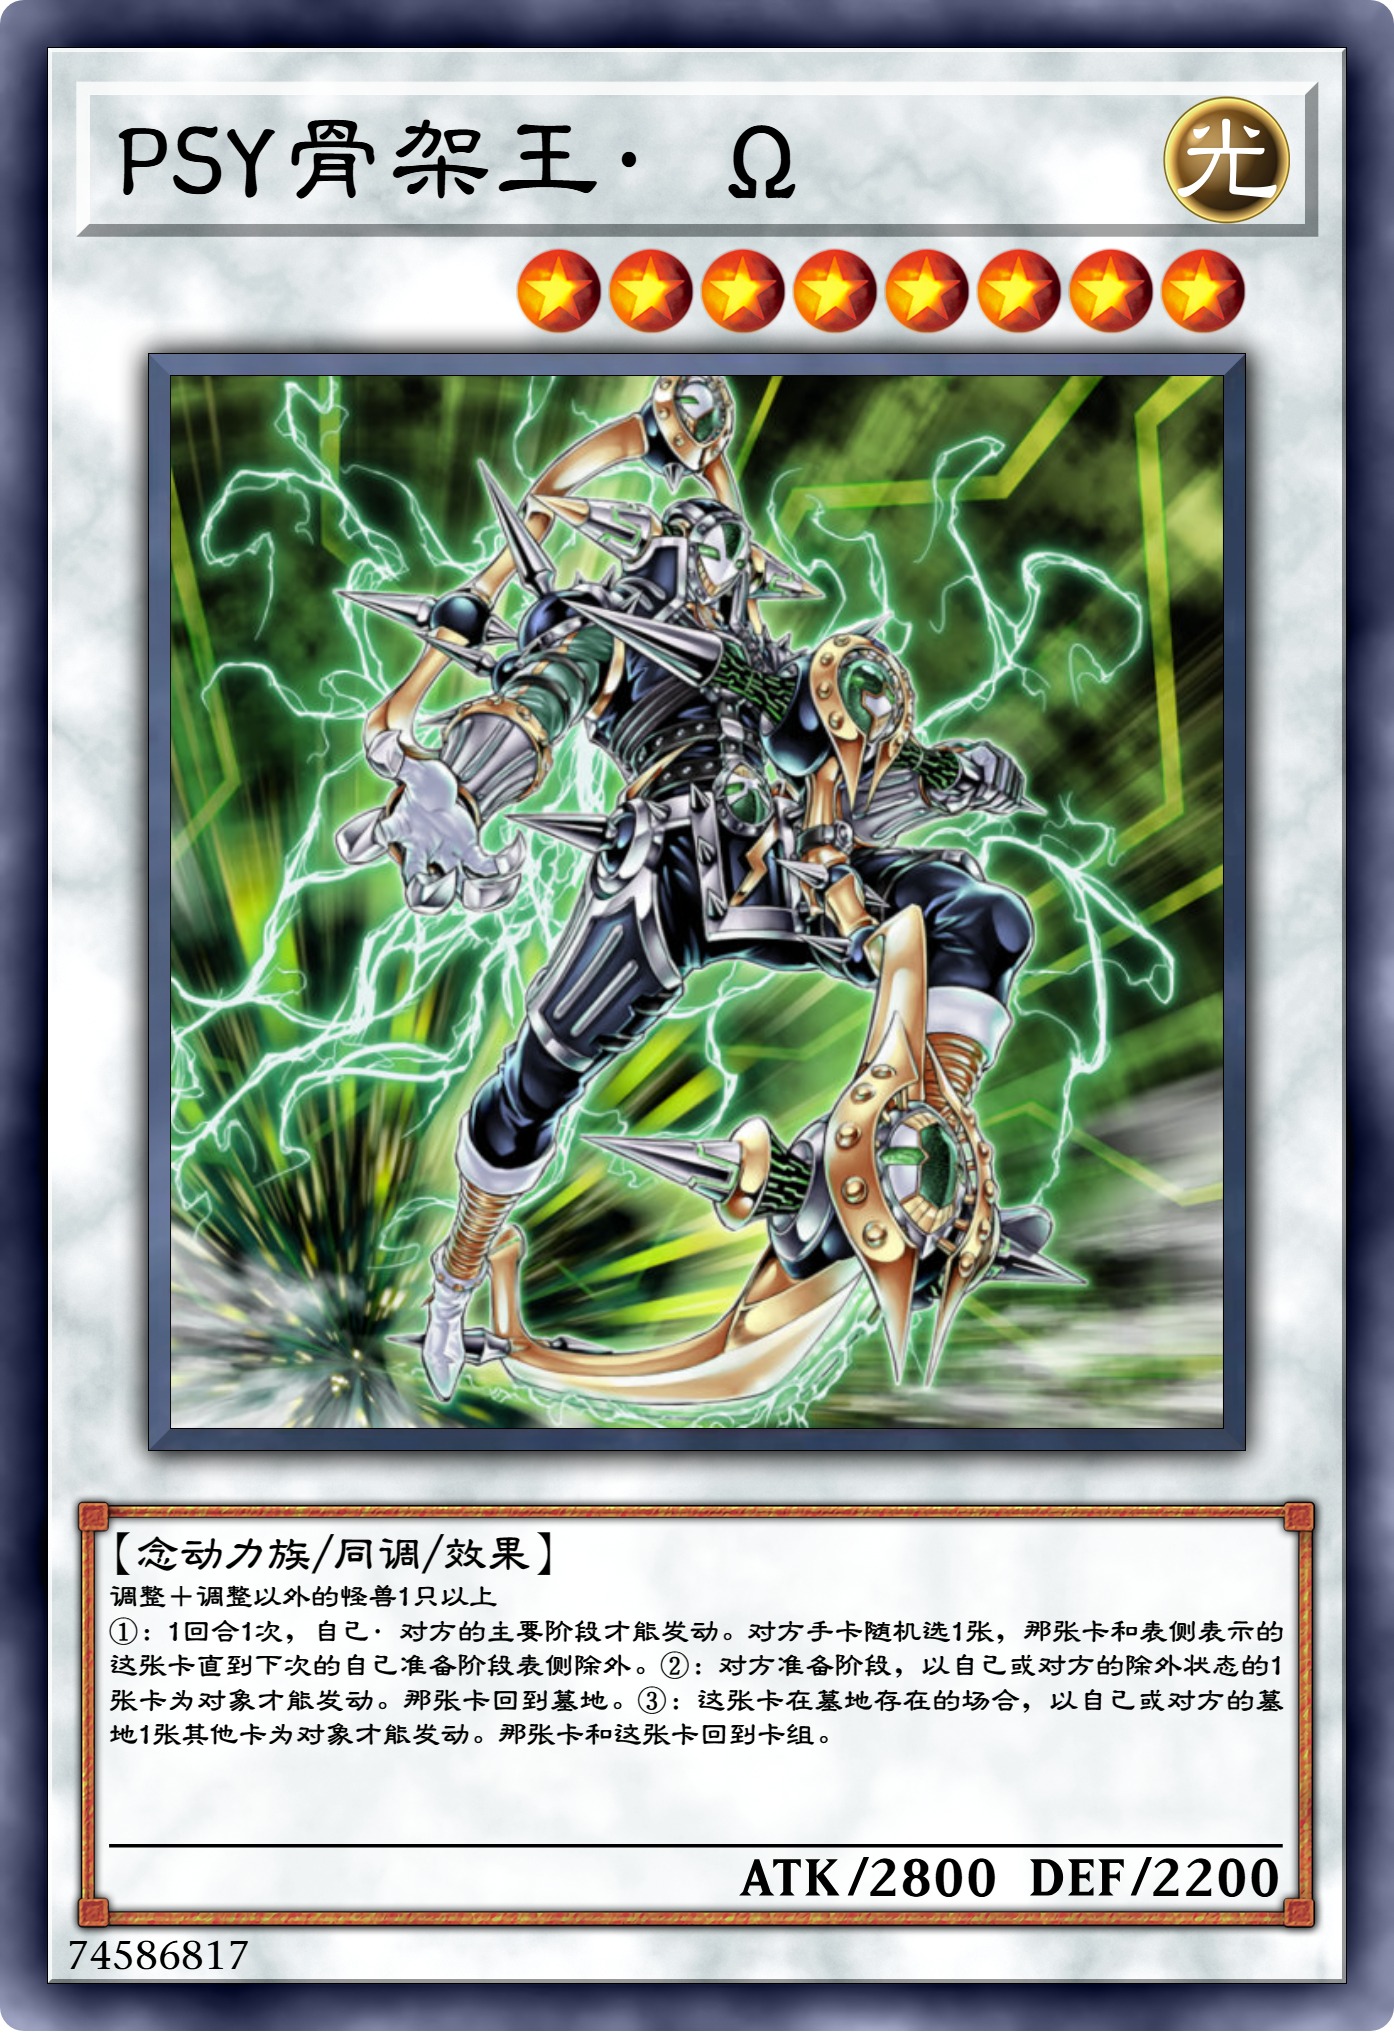 PSY骨架王· Ω
光
【念动力族/同调/效果】
调整＋调整以外的怪兽1只以上
①：1回合1次，自己·对方的主要阶段才能发动。对方手卡随机选1张，那张卡和表侧表示的
这张卡直到下次的自己准备阶段表侧除外。②：对方准备阶段，以自己或对方的除外状态的1
张卡为对象才能发动。那张卡回到墓地。③：这张卡在墓地存在的场合，以自己或对方的墓
地1张其他卡为对象才能发动。那张卡和这张卡回到卡组。
ATK/2800 DEF/2200
74586817